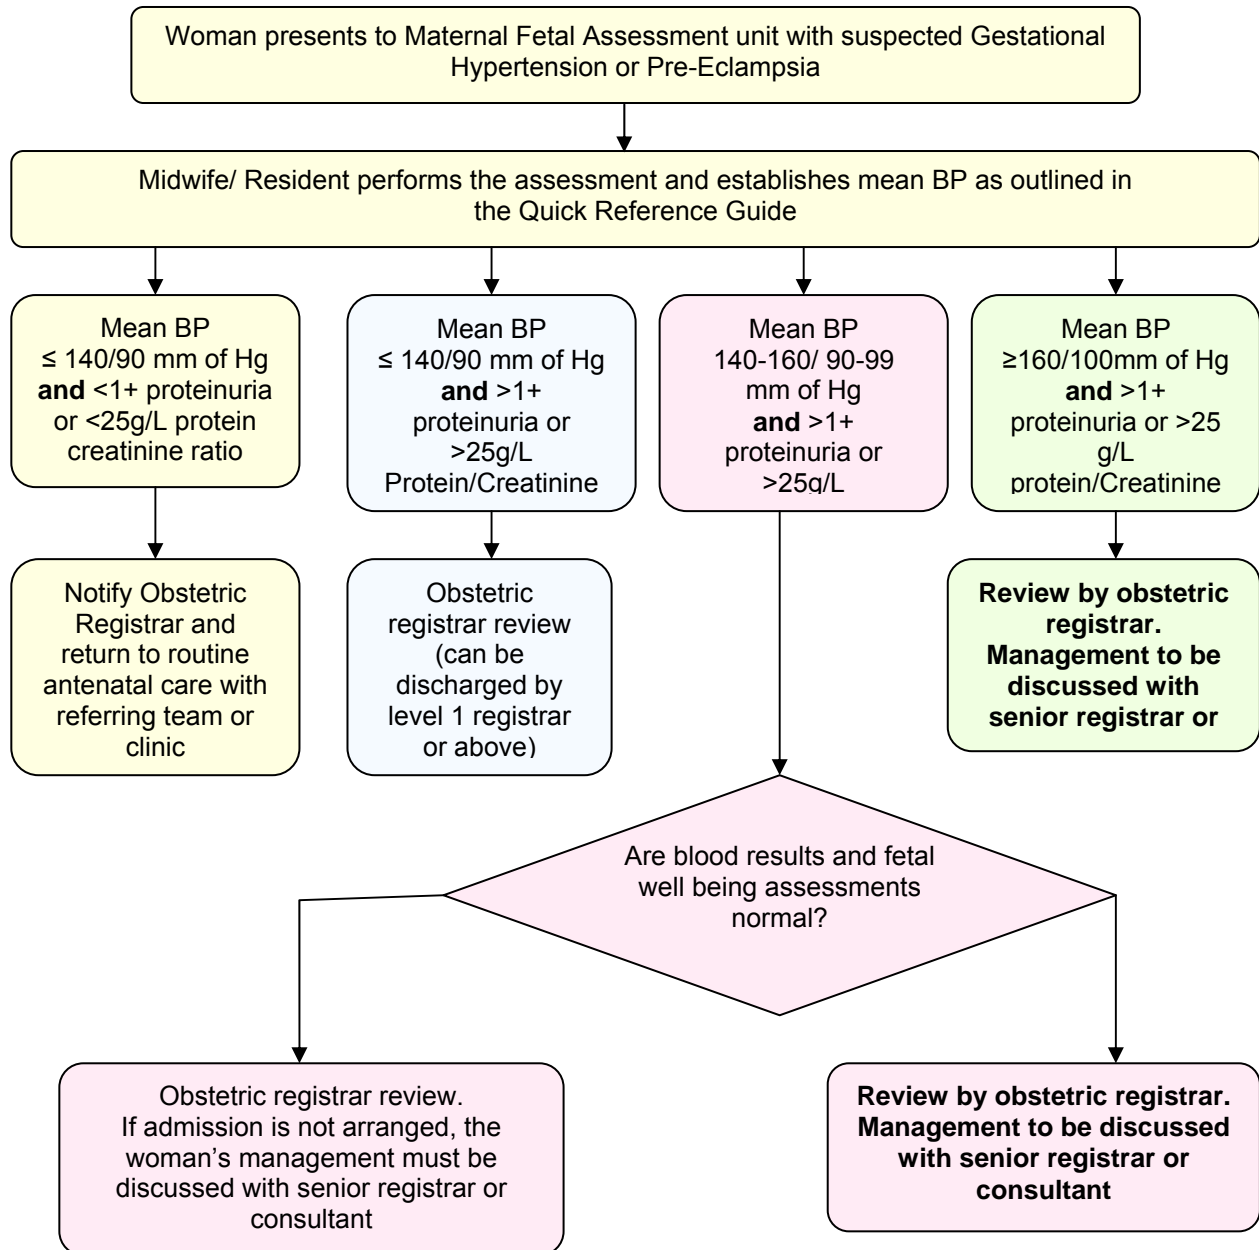 Woman presents to Maternal Fetal Assessment unit with suspected Gestational
Hypertension or Pre-Eclampsia
Midwife/ Resident performs the assessment and establishes mean BP as outlined in
the Quick Reference Guide
Mean BP
≤ 140/90 mm of Hg
and <1+ proteinuria
or <25g/L protein
creatinine ratio
Mean BP
≤ 140/90 mm of Hg
and >1+
proteinuria or
>25g/L
Protein/Creatinine
Mean BP
140-160/ 90-99
mm of Hg
and >1+
proteinuria or
>25g/L
Mean BP
≥160/100mm of Hg
and >1+
proteinuria or >25
g/L
protein/Creatinine
Notify Obstetric
Registrar and
return to routine
antenatal care with
referring team or
clinic
Obstetric
registrar review
(can be
discharged by
level 1 registrar
or above)
Review by obstetric
registrar.
Management to be
discussed with
senior registrar or
Are blood results and fetal
well being assessments
normal?
Obstetric registrar review.
If admission is not arranged, the
woman’s management must be
discussed with senior registrar or
consultant
Review by obstetric registrar.
Management to be discussed
with senior registrar or
consultant